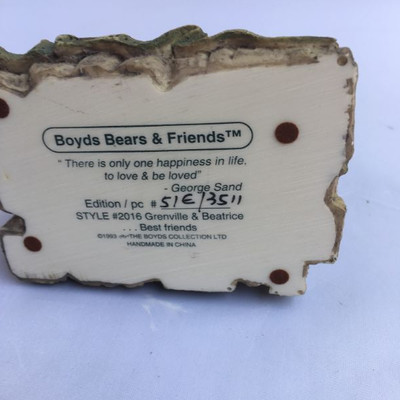 Boyds Bears & Friends™
" There is only one happiness in life.
to love & be loved"
- George Sand
Edition / pc # 51E/3511
STYLE #2016 Grenville & Beatrice
. . . Best friends
THE BOYDS COLLECTION LTD
HANDMADE IN CHINA